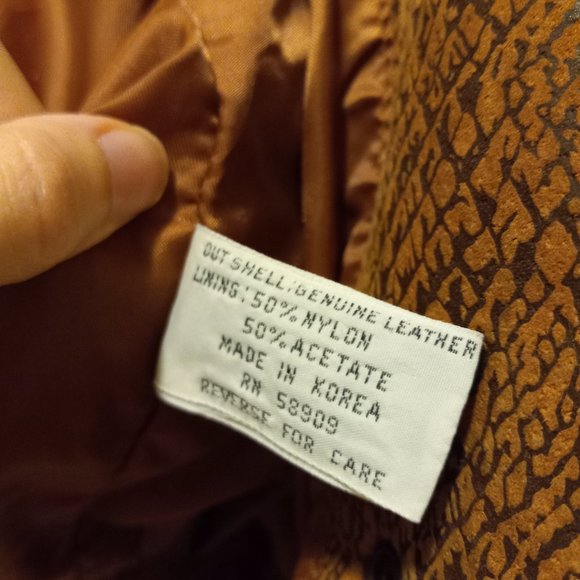 OUT SHELL:GENUINE LEATHER
LINING:50% NYLON
50% ACETATE
MADE IN KOREA
RN 58909
REVERSE FOR CARE